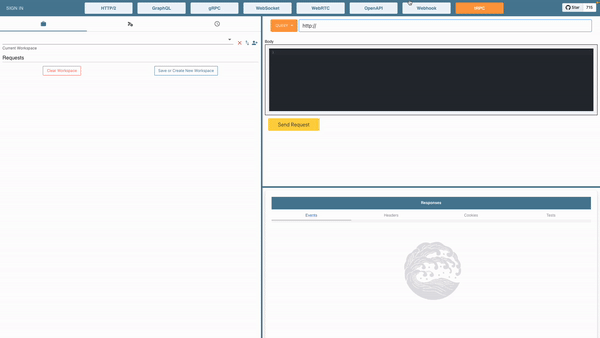 SIGN IN
HTTP/2
GraphQL
gRPC
WebSocket
WebRTC
OpenAPI
Webhook
tRPC
Star
775
http://
Current Workspace
Requests
Clear Workspace
Save or Create New Workspace
Body
Send Request
Responses
Events
Headers
Cookies
Tests